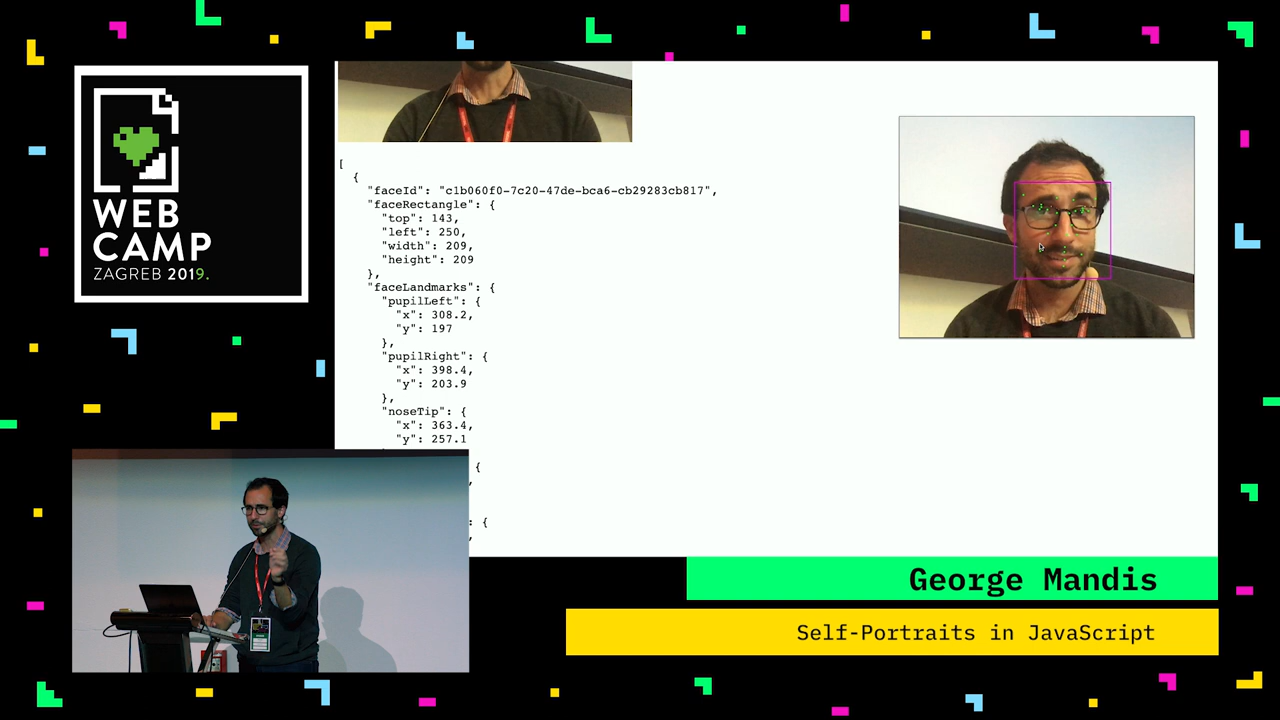 WEB
CAMP
ZAGREB 2019.
[
{
"faceId": "c1b060f0-7c20-47de-bca6-cb29283cb817",
"faceRectangle": {
"top": 143,
"left": 250,
"width": 209,
"height": 209
},
"faceLandmarks": {
"pupilLeft": {
"x": 308.2,
"y": 197
},
"pupilRight": {
"x": 398.4,
"y": 203.9
},
"noseTip": {
"x": 363.4,
"y": 257.1
{
,
: {
,
George Mandis
Self-Portraits in JavaScript